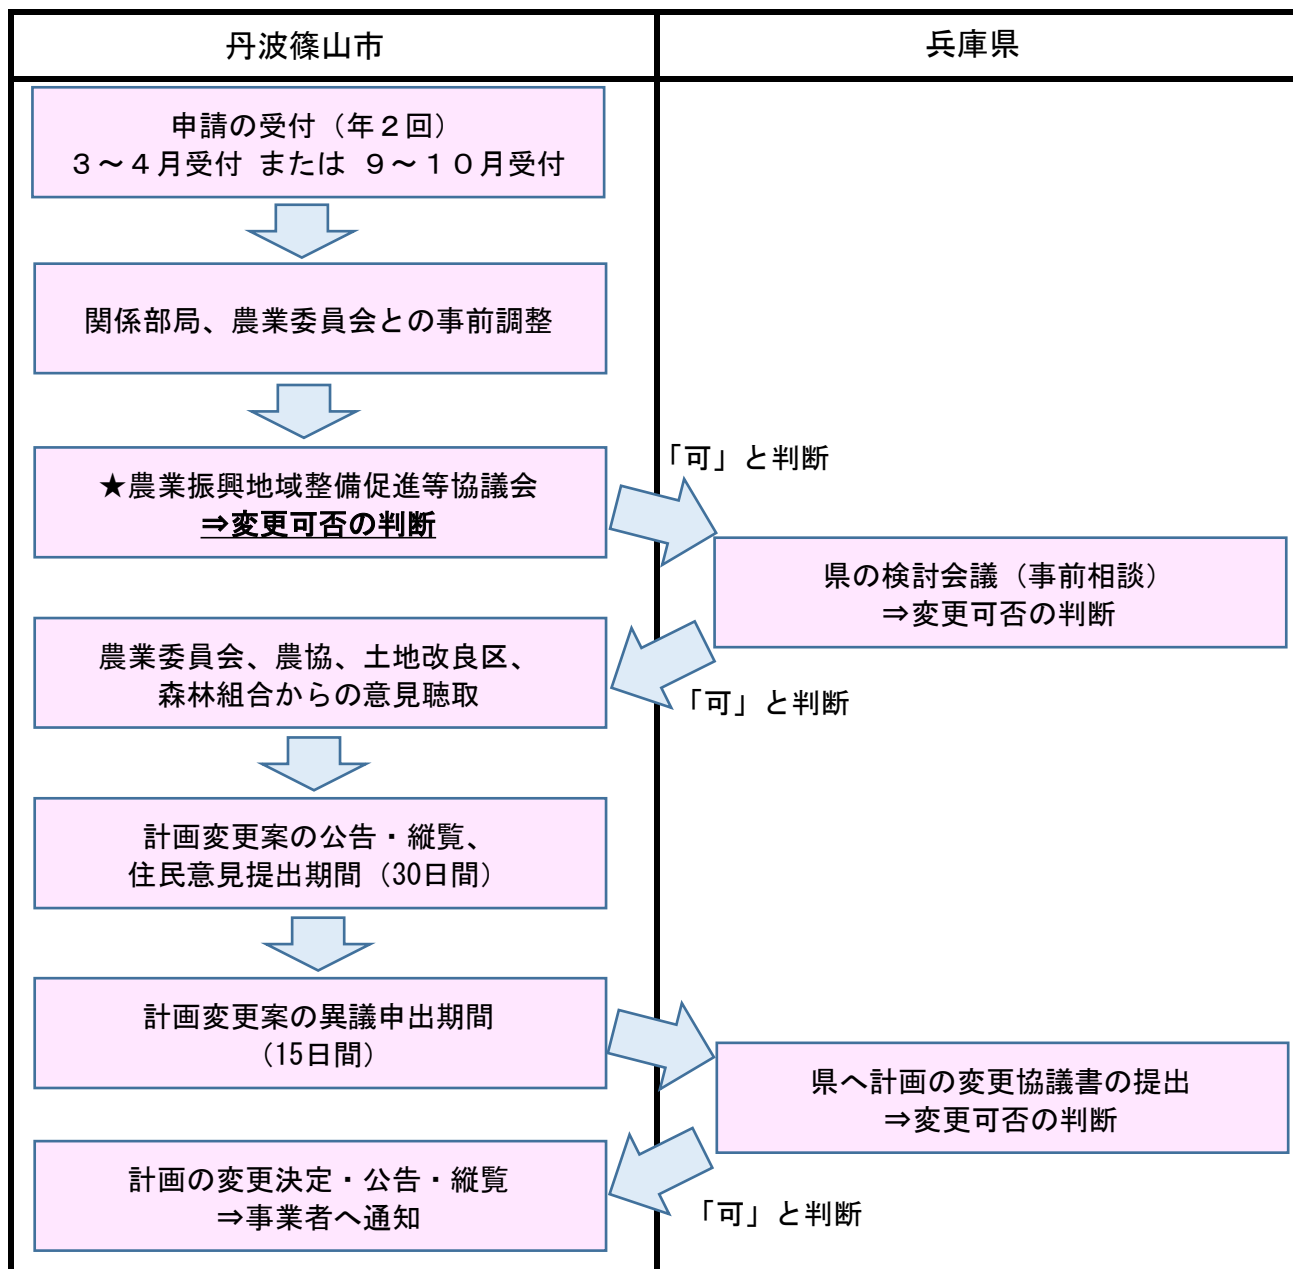 丹波篠山市
兵庫県
申請の受付（年２回）
３～４月受付 または ９～１０月受付
関係部局、農業委員会との事前調整
★農業振興地域整備促進等協議会
⇒変更可否の判断
「可」と判断
県の検討会議（事前相談）
⇒変更可否の判断
「可」と判断
農業委員会、農協、土地改良区、
森林組合からの意見聴取
計画変更案の公告・縦覧、
住民意見提出期間（30日間）
計画変更案の異議申出期間
（15日間）
県へ計画の変更協議書の提出
⇒変更可否の判断
「可」と判断
計画の変更決定・公告・縦覧
⇒事業者へ通知